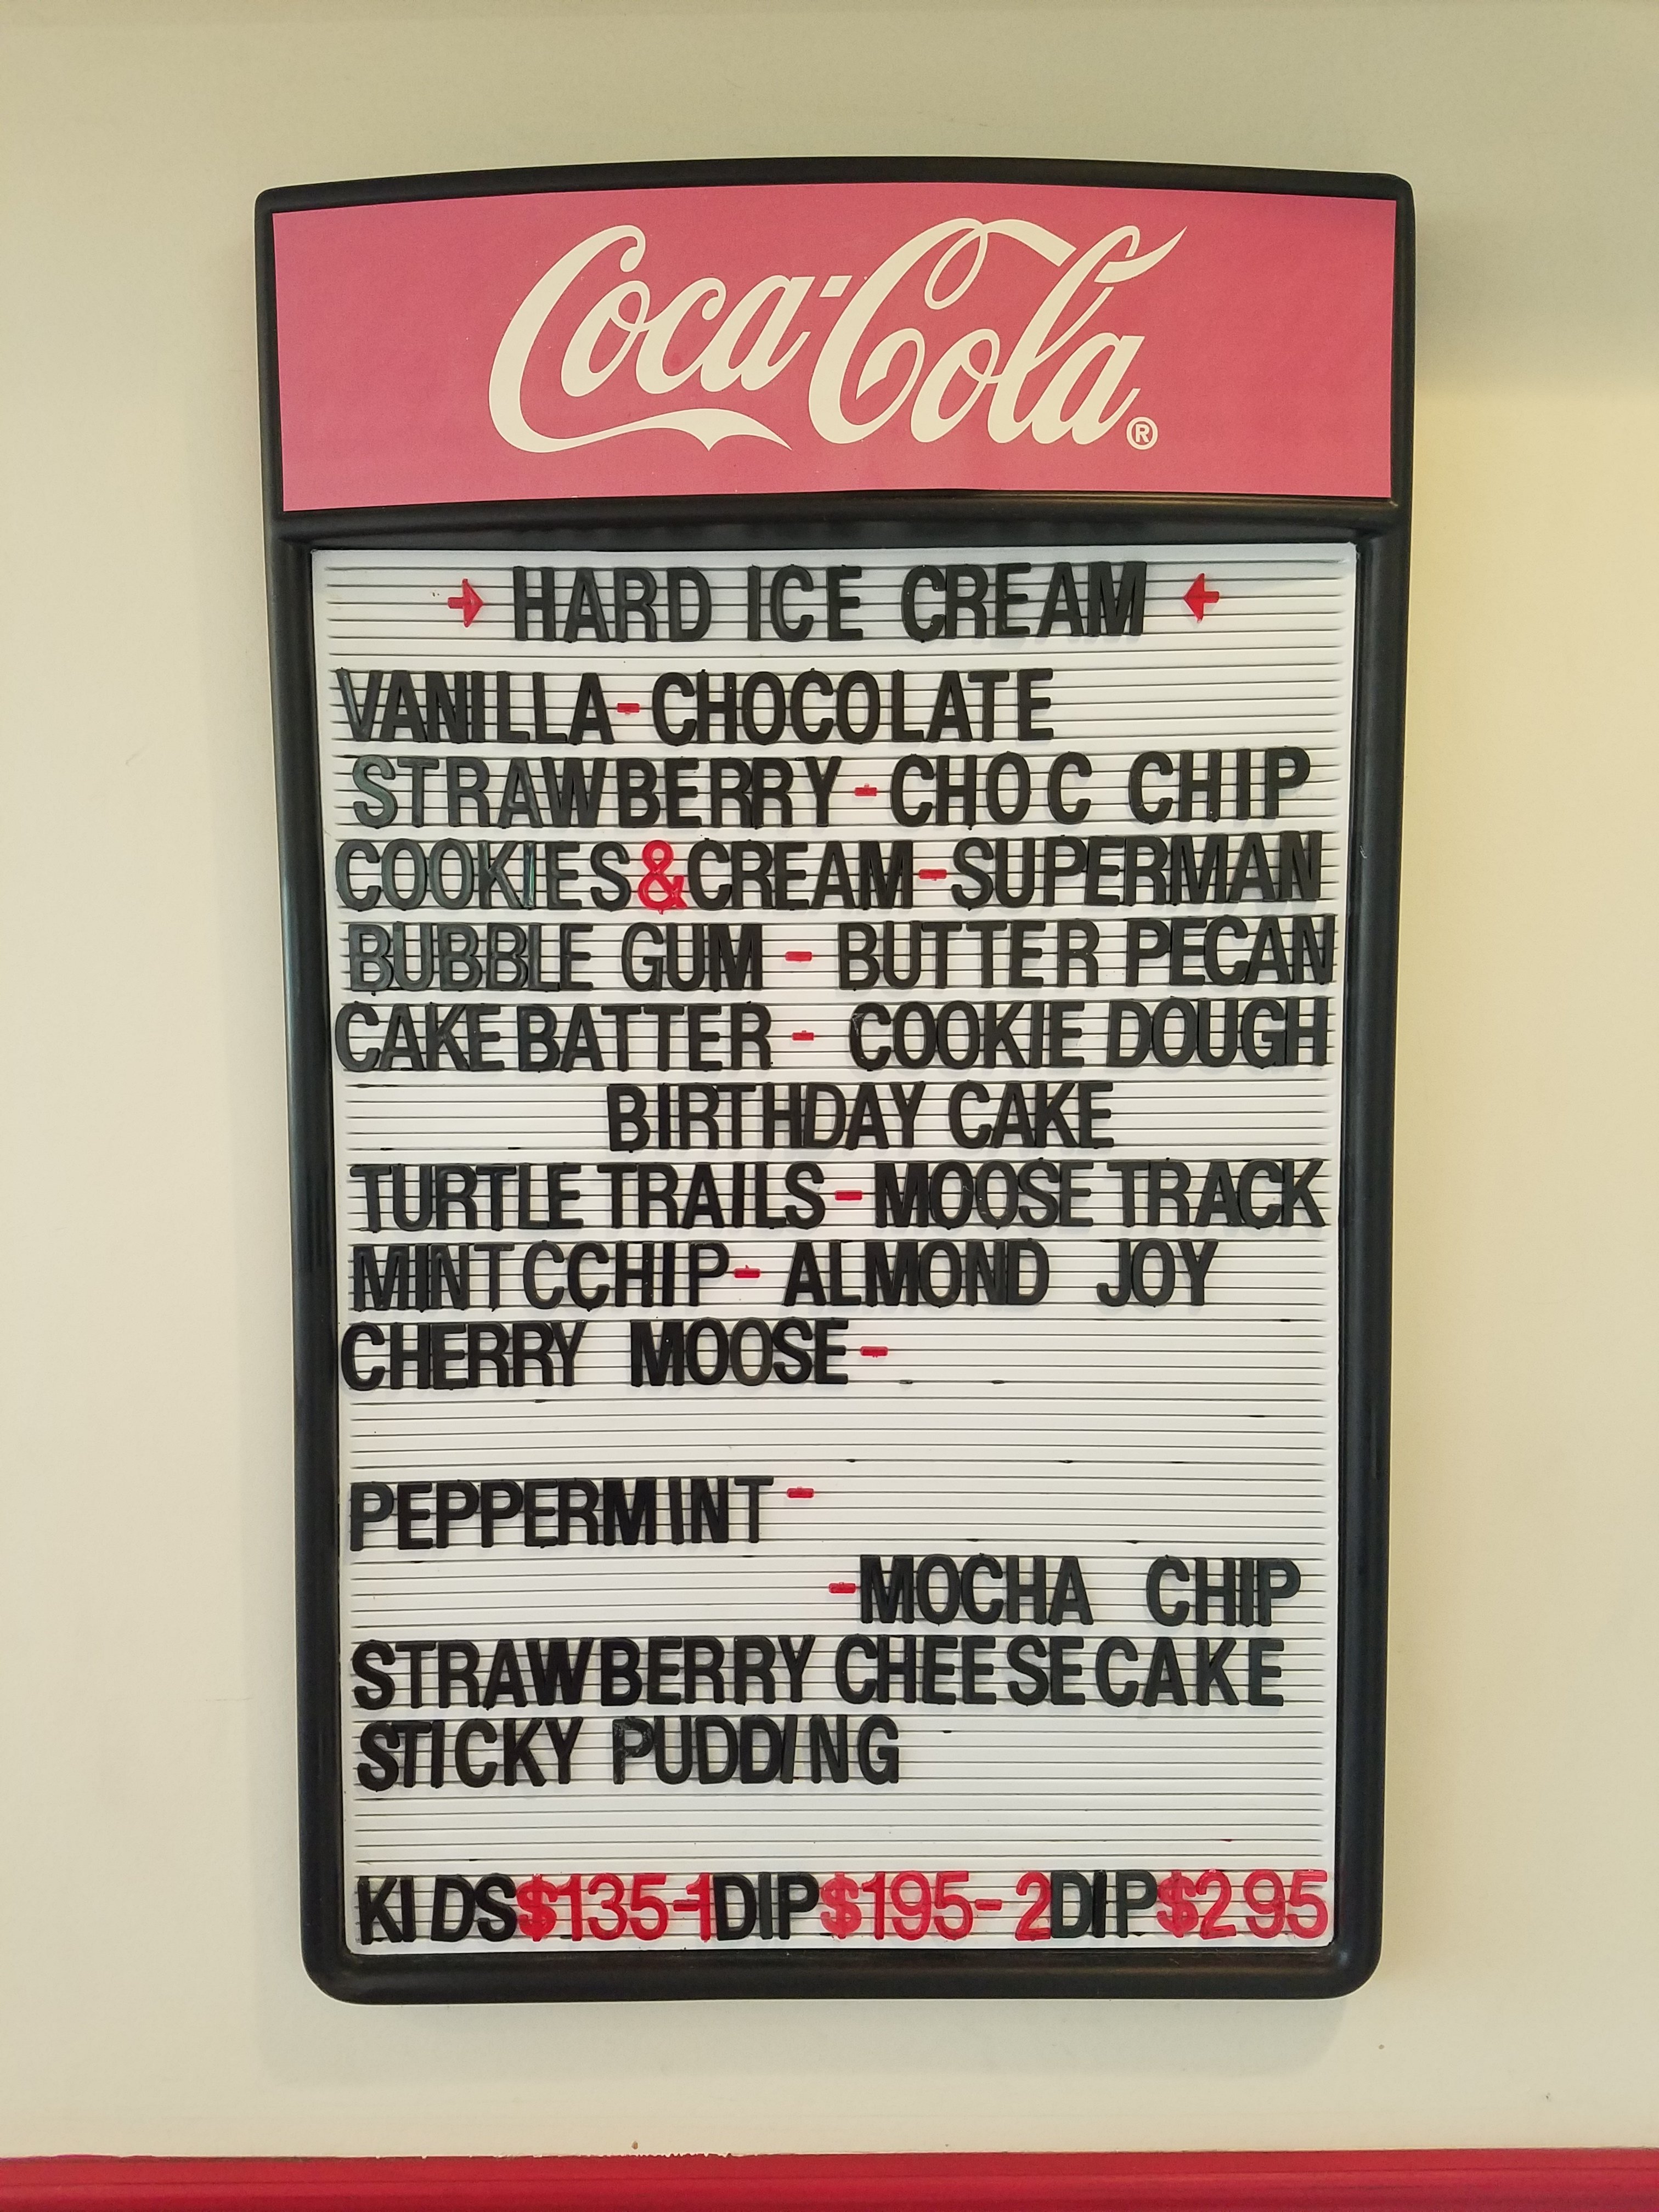 Coca-Cola®
HARD ICE CREAM
VANILLA-CHOCOLATE
STRAWBERRY-CHOC CHIP
COOKIES&CREAM-SUPERMAN
BUBBLE GUM - BUTTER PECAN
CAKE BATTER - COOKIE DOUGH
BIRTHDAY CAKE
TURTLE TRAILS-MOOSE TRACK
MINT CCHIP- ALMOND JOY
CHERRY MOOSE-
PEPPERMINT -
-MOCHA CHIP
STRAWBERRY CHEESECAKE
STICKY PUDDING
KIDS$135-1DIP$195-2DIP$295